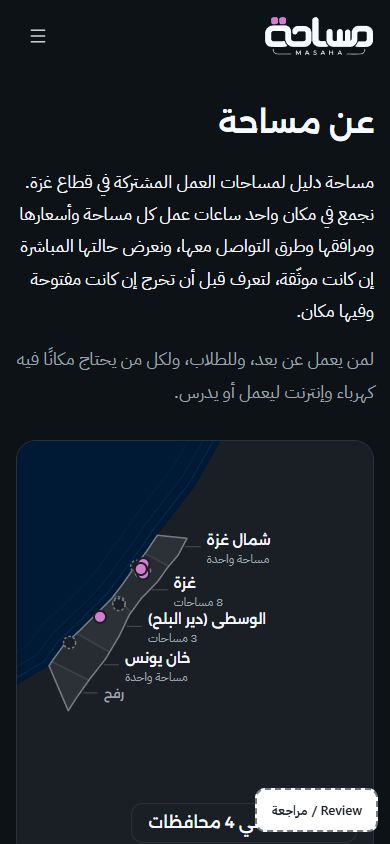 مساحة
MASAHA
عن مساحة
مساحة دليل لمساحات العمل المشتركة في قطاع غزة.
نجمع في مكان واحد ساعات عمل كل مساحة وأسعارها
ومرافقها وطرق التواصل معها، ونعرض حالتها المباشرة
إن كانت موثّقة، لتعرف قبل أن تخرج إن كانت مفتوحة
وفيها مكان.
لمن يعمل عن بعد، وللطلاب، ولكل من يحتاج مكانًا فيه
كهرباء وإنترنت ليعمل أو يدرس.
شمال غزة
مساحة واحدة
غزة
8 مساحات
الوسطى (دير البلح)
3 مساحات
خان يونس
مساحة واحدة
رفح
4 محافظات
Review / مراجعة